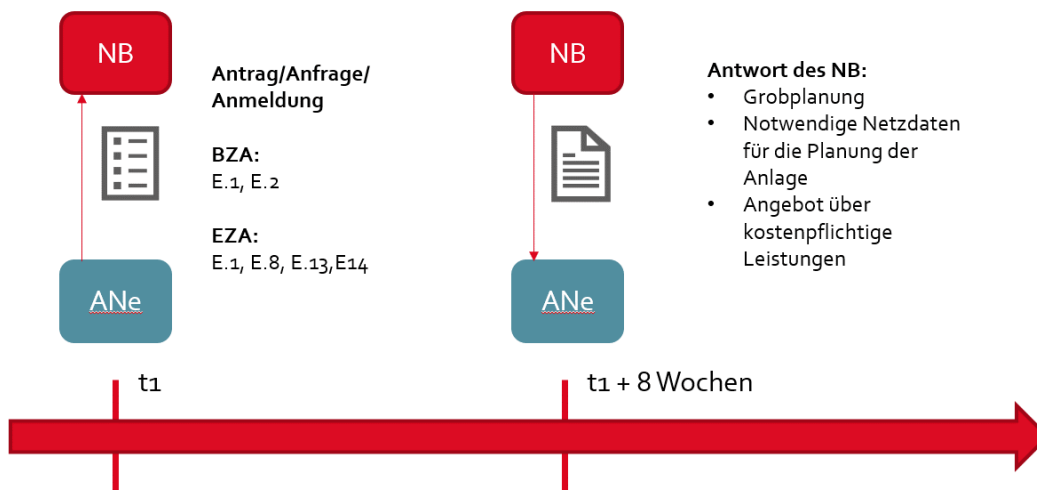 NB
Antrag/Anfrage/
Anmeldung
BZA:
E.1, E.2
EZA:
E.1, E.8, E.13,E14
ANe
NB
Antwort des NB:
• Grobplanung
• Notwendige Netzdaten
für die Planung der
Anlage
• Angebot über
kostenpflichtige
Leistungen
ANe
t1
t1 + 8 Wochen